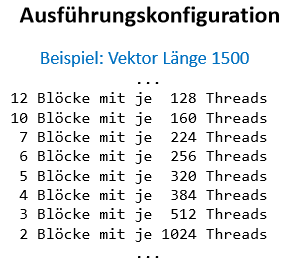 Ausführungskonfiguration
Beispiel: Vektor Länge 1500
...
12 Blöcke mit je 128 Threads
10 Blöcke mit je 160 Threads
7 Blöcke mit je 224 Threads
6 Blöcke mit je 256 Threads
5 Blöcke mit je 320 Threads
4 Blöcke mit je 384 Threads
3 Blöcke mit je 512 Threads
2 Blöcke mit je 1024 Threads
...